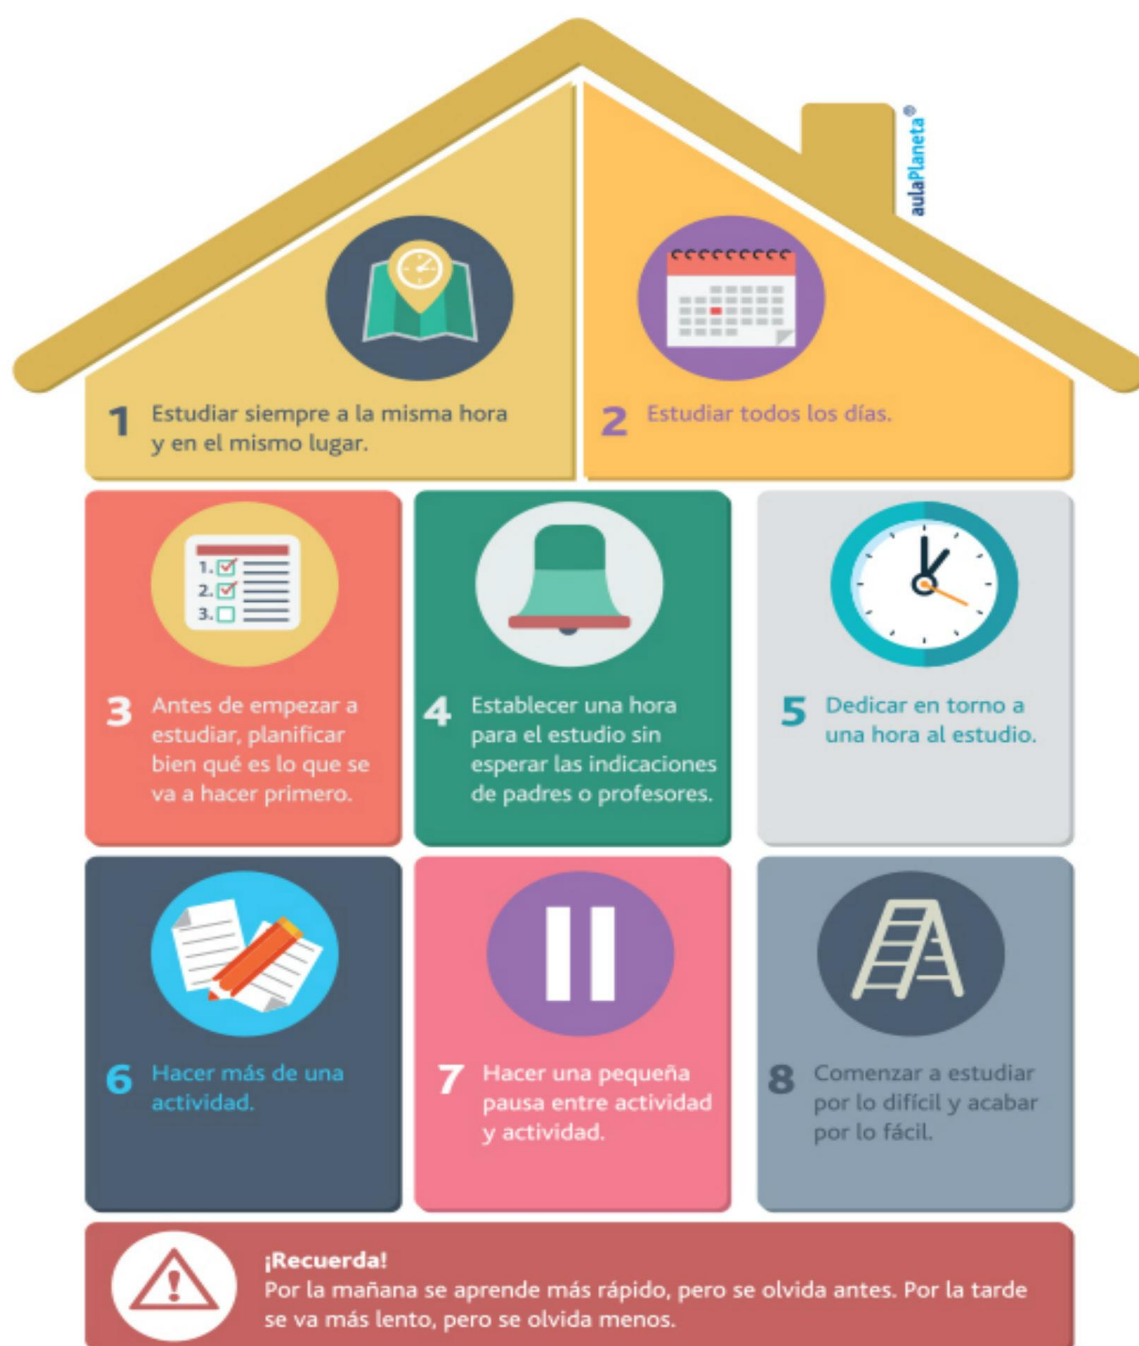 aulaPlaneta®
1 Estudiar siempre a la misma hora
y en el mismo lugar.
2 Estudiar todos los días.
1.
2.
3.
3 Antes de empezar a
estudiar, planificar
bien qué es lo que se
va a hacer primero.
4 Establecer una hora
para el estudio sin
esperar las indicaciones
de padres o profesores.
5 Dedicar en torno a
una hora al estudio.
6 Hacer más de una
actividad.
7 Hacer una pequeña
pausa entre actividad
y actividad.
8 Comenzar a estudiar
por lo difícil y acabar
por lo fácil.
¡Recuerda!
Por la mañana se aprende más rápido, pero se olvida antes. Por la tarde
se va más lento, pero se olvida menos.